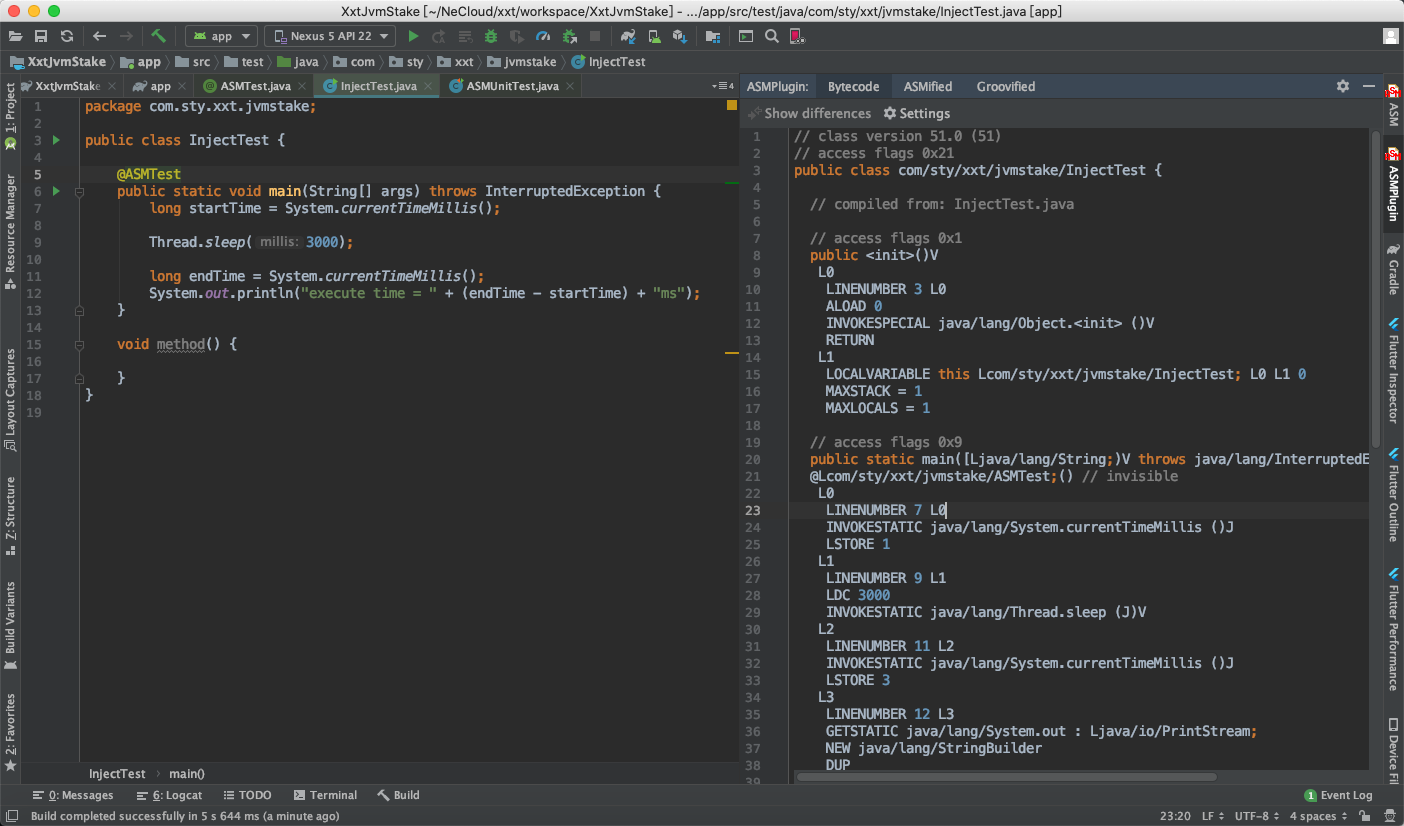 XxtJvmStake [~/NeCloud/xxt/workspace/XxtJvmStake] - .../app/src/test/java/com/sty/xxt/jvmstake/InjectTest.java [app]
app Nexus 5 API 22
XxtJvmStake app src test java com sty xxt jvmstake InjectTest
XxtJvmStake app ASMTest.java InjectTest.java ASMUnitTest.java 4
1: Project
Resource Manager
Layout Captures
Z: Structure
Build Variants
2: Favorites
1 package com.sty.xxt.jvmstake;
2
3 public class InjectTest {
4
5 @ASMTest
6 public static void main(String[] args) throws InterruptedException {
7 long startTime = System.currentTimeMillis();
8
9 Thread.sleep( millis: 3000);
10
11 long endTime = System.currentTimeMillis();
12 System.out.println("execute time = " + (endTime - startTime) + "ms");
13 }
14
15 void method() {
16
17 }
18 }
19
InjectTest main()
ASMPlugin: Bytecode ASMified Groovified
Show differences Settings
1 // class version 51.0 (51)
2 // access flags 0x21
3 public class com/sty/xxt/jvmstake/InjectTest {
4
5 // compiled from: InjectTest.java
6
7 // access flags 0x1
8 public <init>()V
9 L0
10 LINENUMBER 3 L0
11 ALOAD 0
12 INVOKESPECIAL java/lang/Object.<init> ()V
13 RETURN
14 L1
15 LOCALVARIABLE this Lcom/sty/xxt/jvmstake/InjectTest; L0 L1 0
16 MAXSTACK = 1
17 MAXLOCALS = 1
18
19 // access flags 0x9
20 public static main([Ljava/lang/String;)V throws java/lang/InterruptedE
21 @Lcom/sty/xxt/jvmstake/ASMTest;() // invisible
22 L0
23 LINENUMBER 7 L0
24 INVOKESTATIC java/lang/System.currentTimeMillis ()J
25 LSTORE 1
26 L1
27 LINENUMBER 9 L1
28 LDC 3000
29 INVOKESTATIC java/lang/Thread.sleep (J)V
30 L2
31 LINENUMBER 11 L2
32 INVOKESTATIC java/lang/System.currentTimeMillis ()J
33 LSTORE 3
34 L3
35 LINENUMBER 12 L3
36 GETSTATIC java/lang/System.out : Ljava/io/PrintStream;
37 NEW java/lang/StringBuilder
38 DUP
39
ASM
ASMPlugin
Gradle
Flutter Inspector
Flutter Outline
Flutter Performance
Device Fil
0: Messages 6: Logcat TODO Terminal Build 1 Event Log
Build completed successfully in 5 s 644 ms (a minute ago) 23:20 LF UTF-8 4 spaces